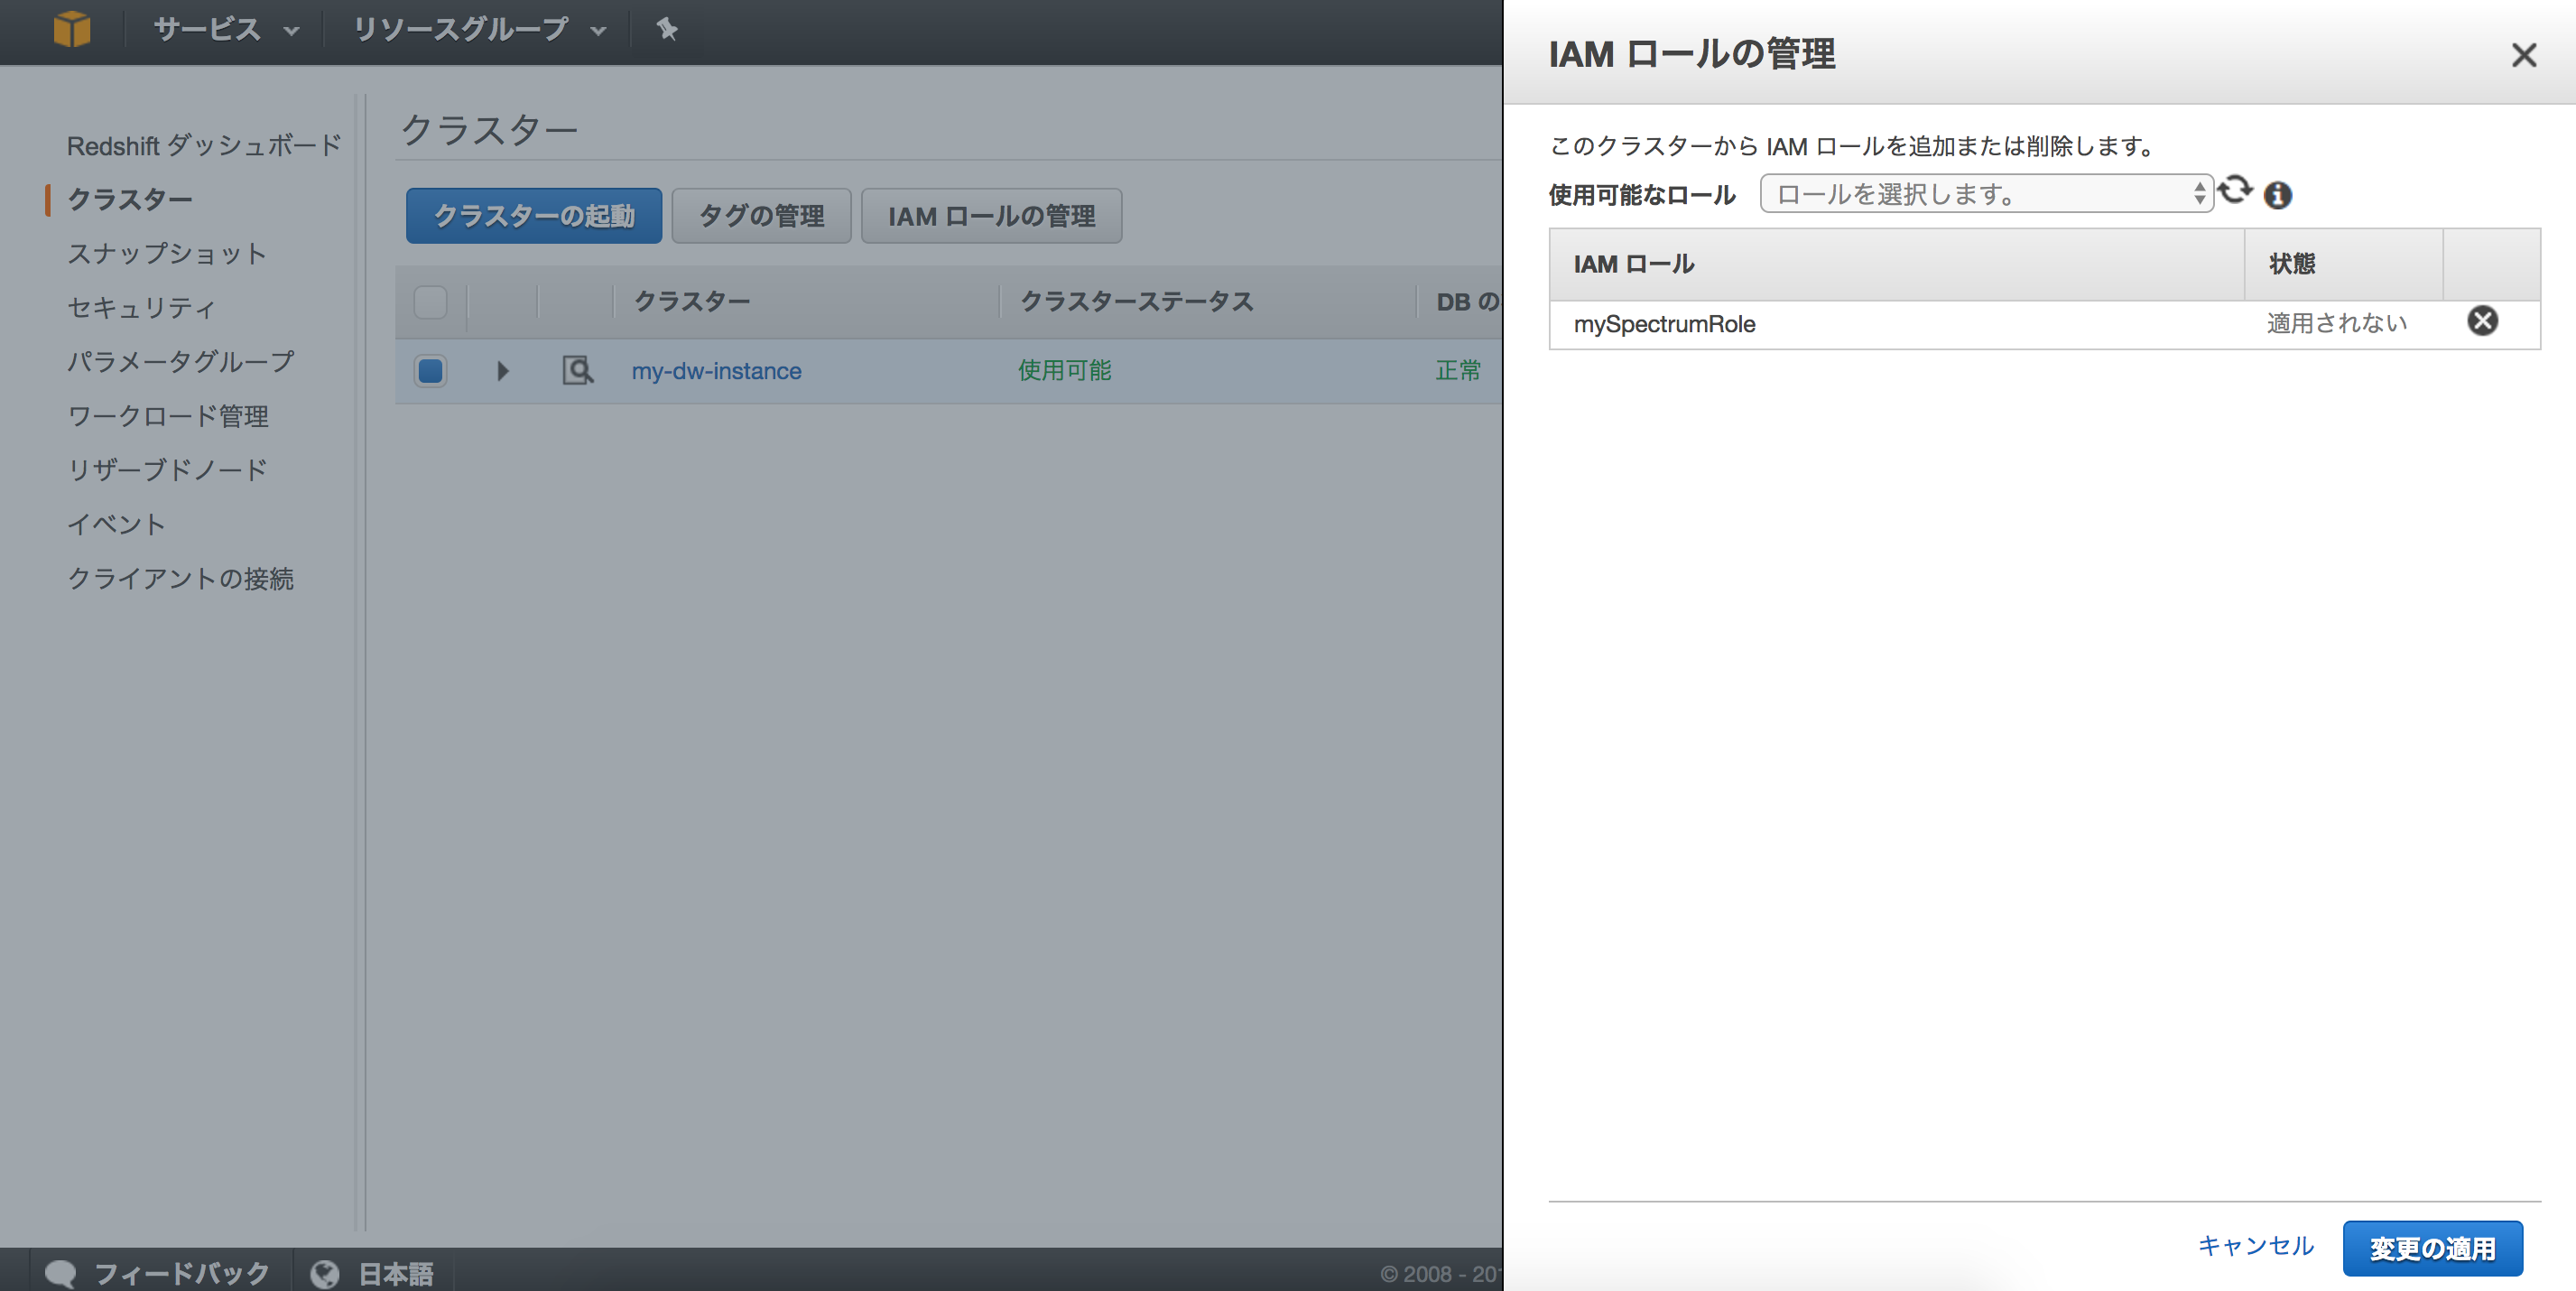 サービス リソースグループ
Redshift ダッシュボード
クラスター
スナップショット
セキュリティ
パラメータグループ
ワークロード管理
リザーブドノード
イベント
クライアントの接続
クラスター
クラスターの起動 タグの管理 IAM ロールの管理
クラスター クラスターステータス DB の
my-dw-instance 使用可能 正常
IAM ロールの管理
このクラスターから IAM ロールを追加または削除します。
使用可能なロール ロールを選択します。
IAM ロール 状態
mySpectrumRole 適用されない
キャンセル 変更の適用
フィードバック 日本語 © 2008 -